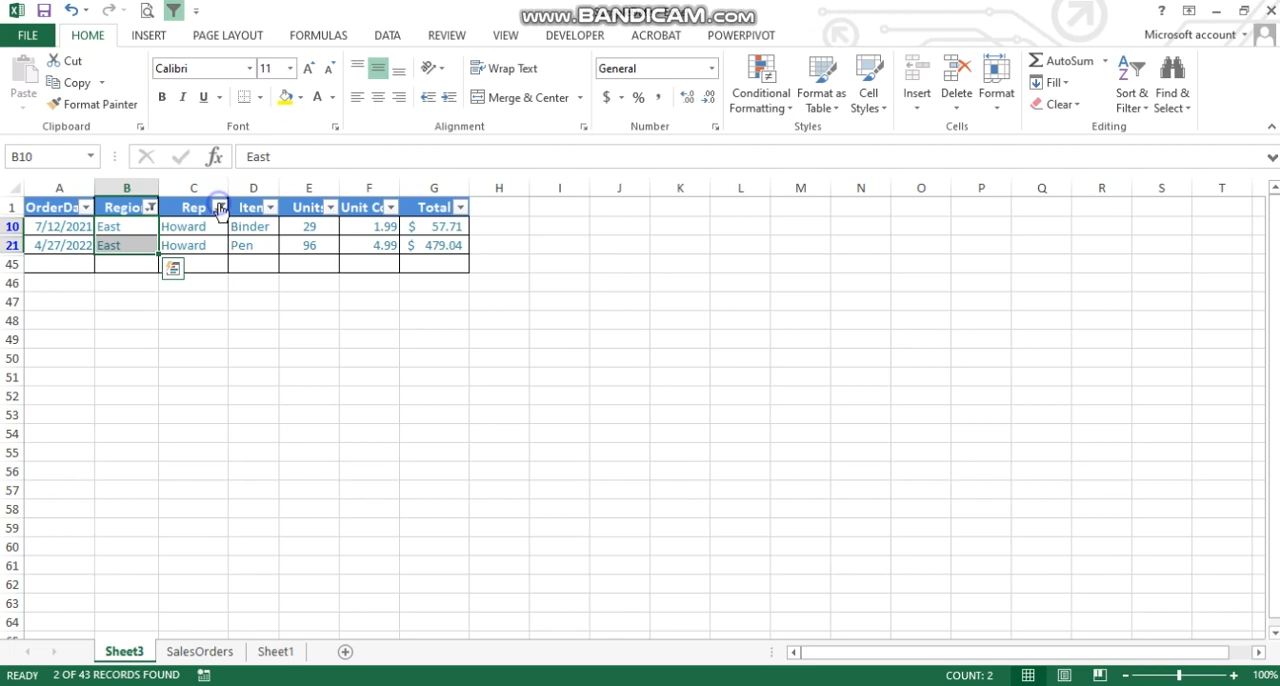 www.BANDICAM.com
Microsoft account
FILE HOME INSERT PAGE LAYOUT FORMULAS DATA REVIEW VIEW DEVELOPER ACROBAT POWERPIVOT
Paste
Cut
Copy
Format Painter
Clipboard
Calibri 11
B I U
A
Font
Wrap Text
Merge & Center
Alignment
General
$ % ,
Number
Conditional Formatting
Format as Table
Cell Styles
Styles
Insert Delete Format
Cells
AutoSum
Fill
Clear
Sort & Filter
Find & Select
Editing
B10 fx East
A B C D E F G H I J K L M N O P Q R S T
1 OrderDa Region Rep Item Units Unit Co Total
10 7/12/2021 East Howard Binder 29 1.99 $ 57.71
21 4/27/2022 East Howard Pen 96 4.99 $ 479.04
45
46
47
48
49
50
51
52
53
54
55
56
57
58
59
60
61
62
63
64
Sheet3 SalesOrders Sheet1
READY 2 OF 43 RECORDS FOUND COUNT: 2 100%